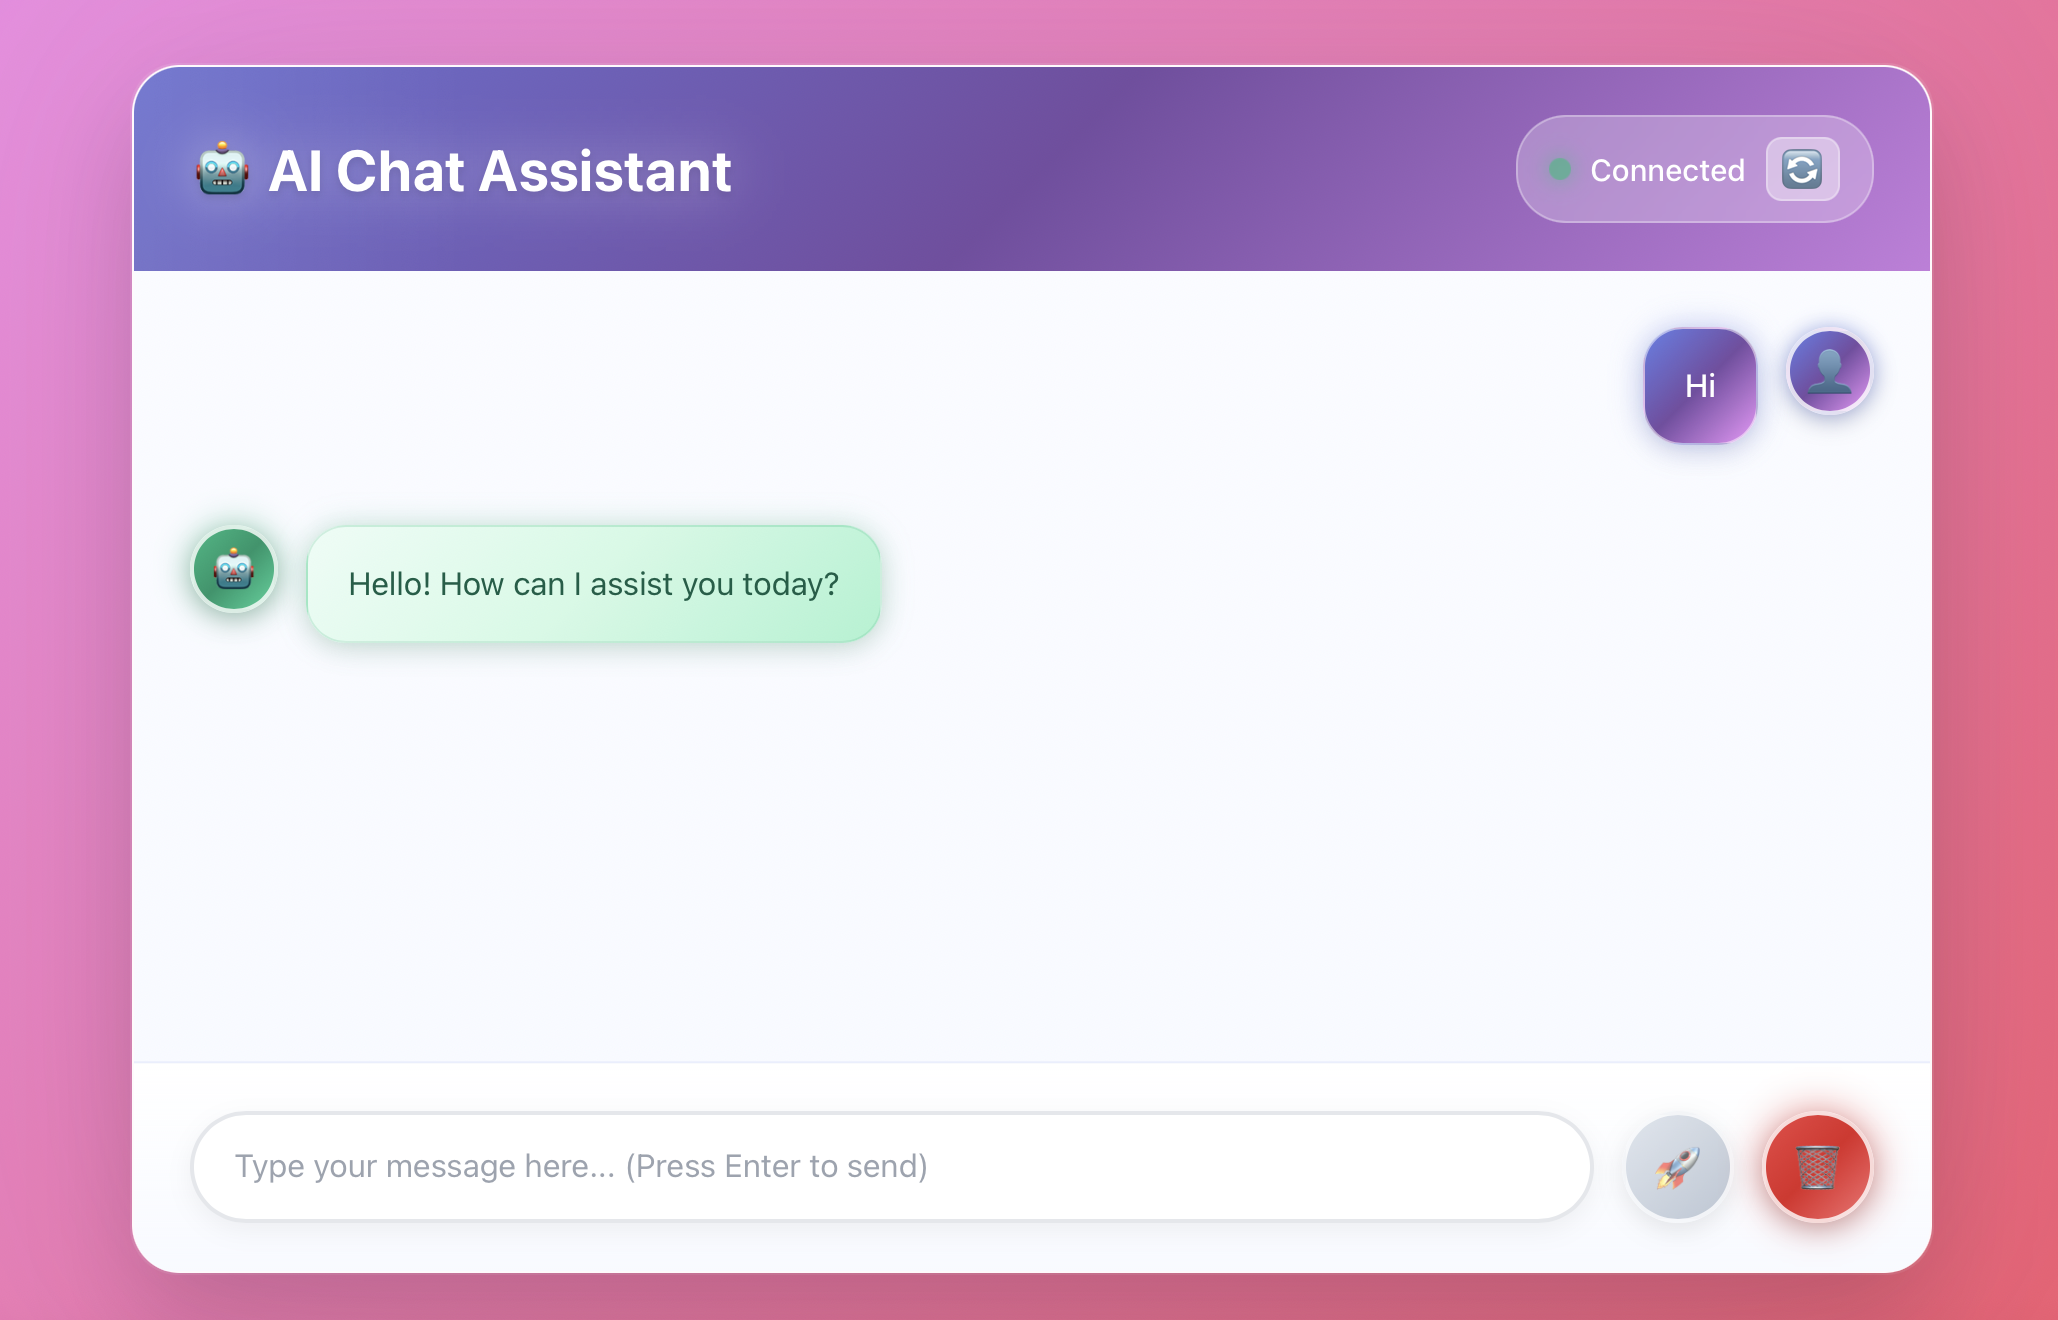 AI Chat Assistant
Connected
Hi
Hello! How can I assist you today?
Type your message here... (Press Enter to send)